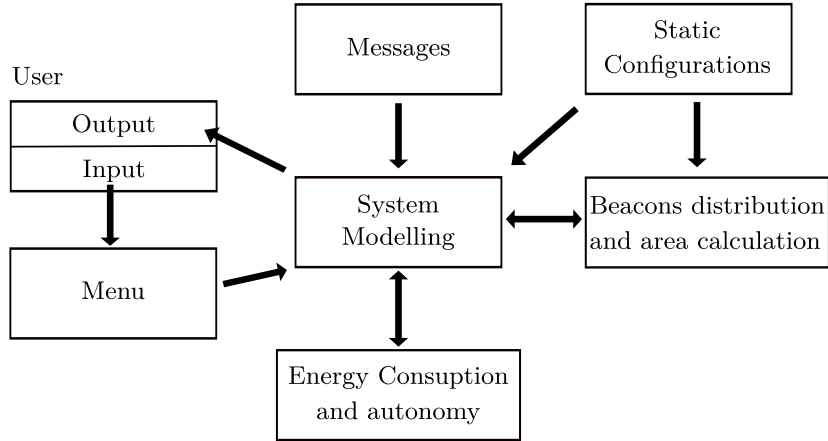 Messages
Static
Configurations
User
Output
Input
System
Modelling
Beacons distribution
and area calculation
Menu
Energy Consuption
and autonomy